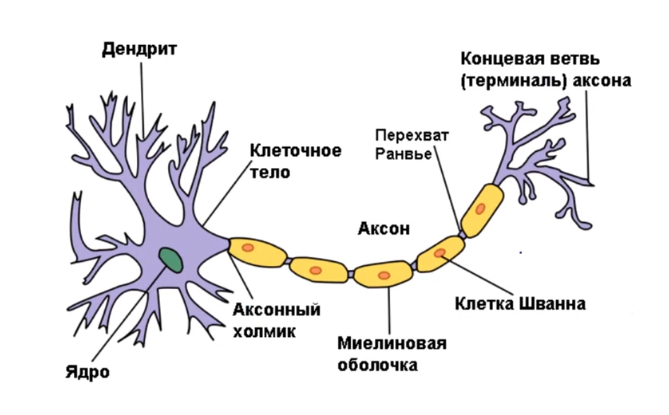 Дендрит
Концевая ветвь
(терминаль) аксона
Перехват
Ранвье
Клеточное
тело
Аксон
Аксонный
холмик
Клетка Шванна
Миелиновая
оболочка
Ядро